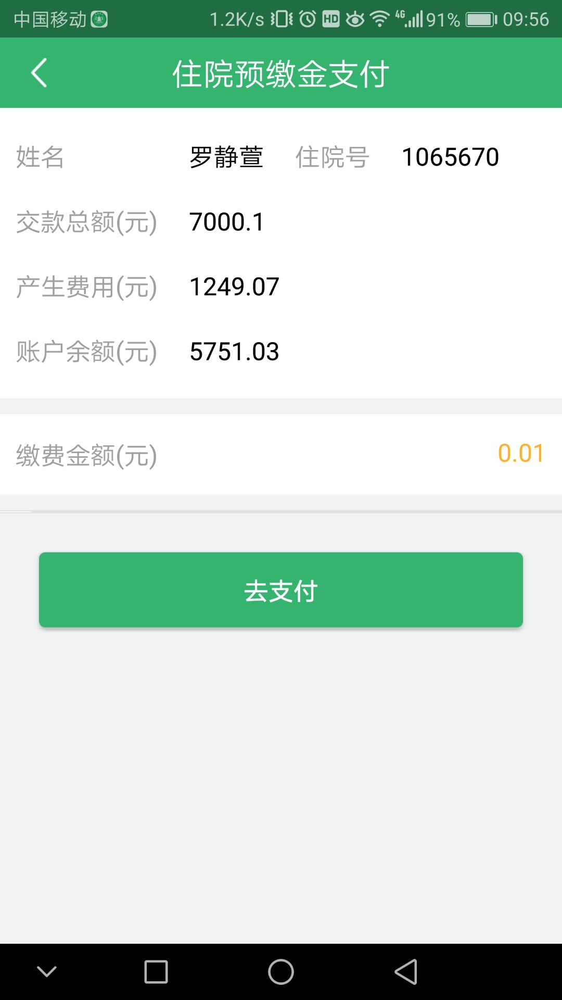 中国移动 1.2K/s HD 4G 91% 09:56
住院预缴金支付
姓名 罗静萱 住院号 1065670
交款总额(元) 7000.1
产生费用(元) 1249.07
账户余额(元) 5751.03
缴费金额(元) 0.01
去支付